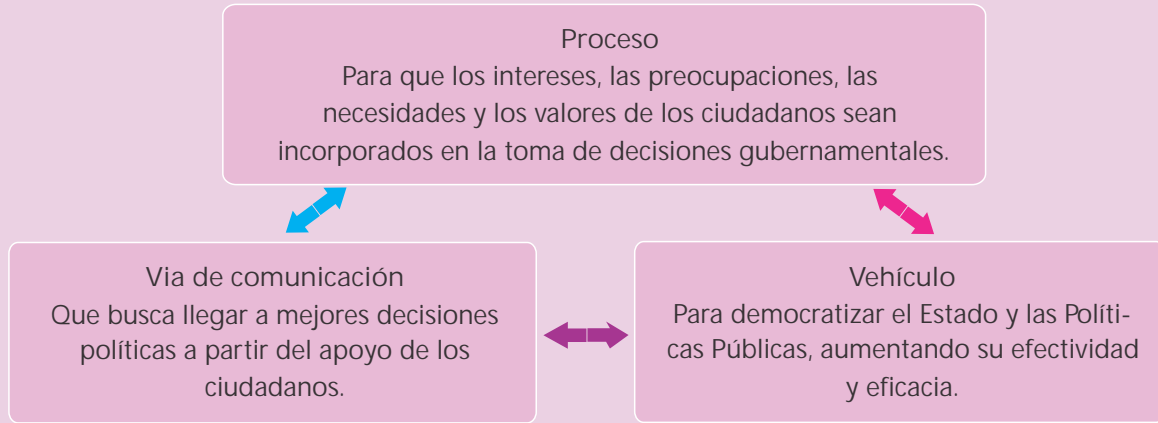 Proceso
Para que los intereses, las preocupaciones, las
necesidades y los valores de los ciudadanos sean
incorporados en la toma de decisiones gubernamentales.
Via de comunicación
Que busca llegar a mejores decisiones
políticas a partir del apoyo de los
ciudadanos.
Vehículo
Para democratizar el Estado y las Políti-
cas Públicas, aumentando su efectividad
y eficacia.